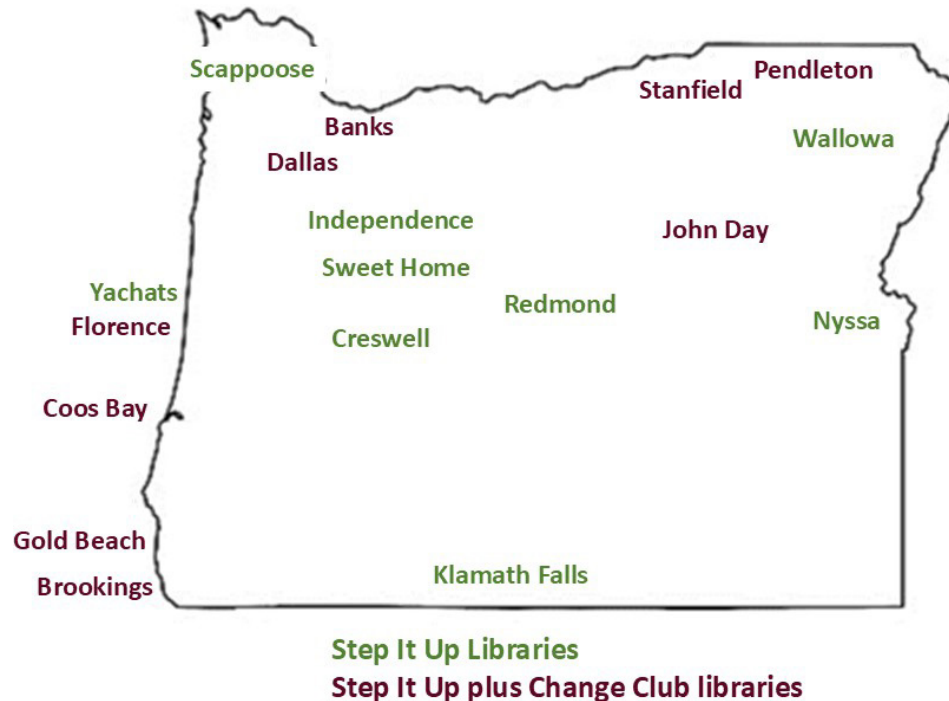 Scappoose
Pendleton
Stanfield
Banks
Wallowa
Dallas
Independence
John Day
Sweet Home
Yachats
Redmond
Florence
Nyssa
Creswell
Coos Bay
Gold Beach
Klamath Falls
Brookings
Step It Up Libraries
Step It Up plus Change Club libraries